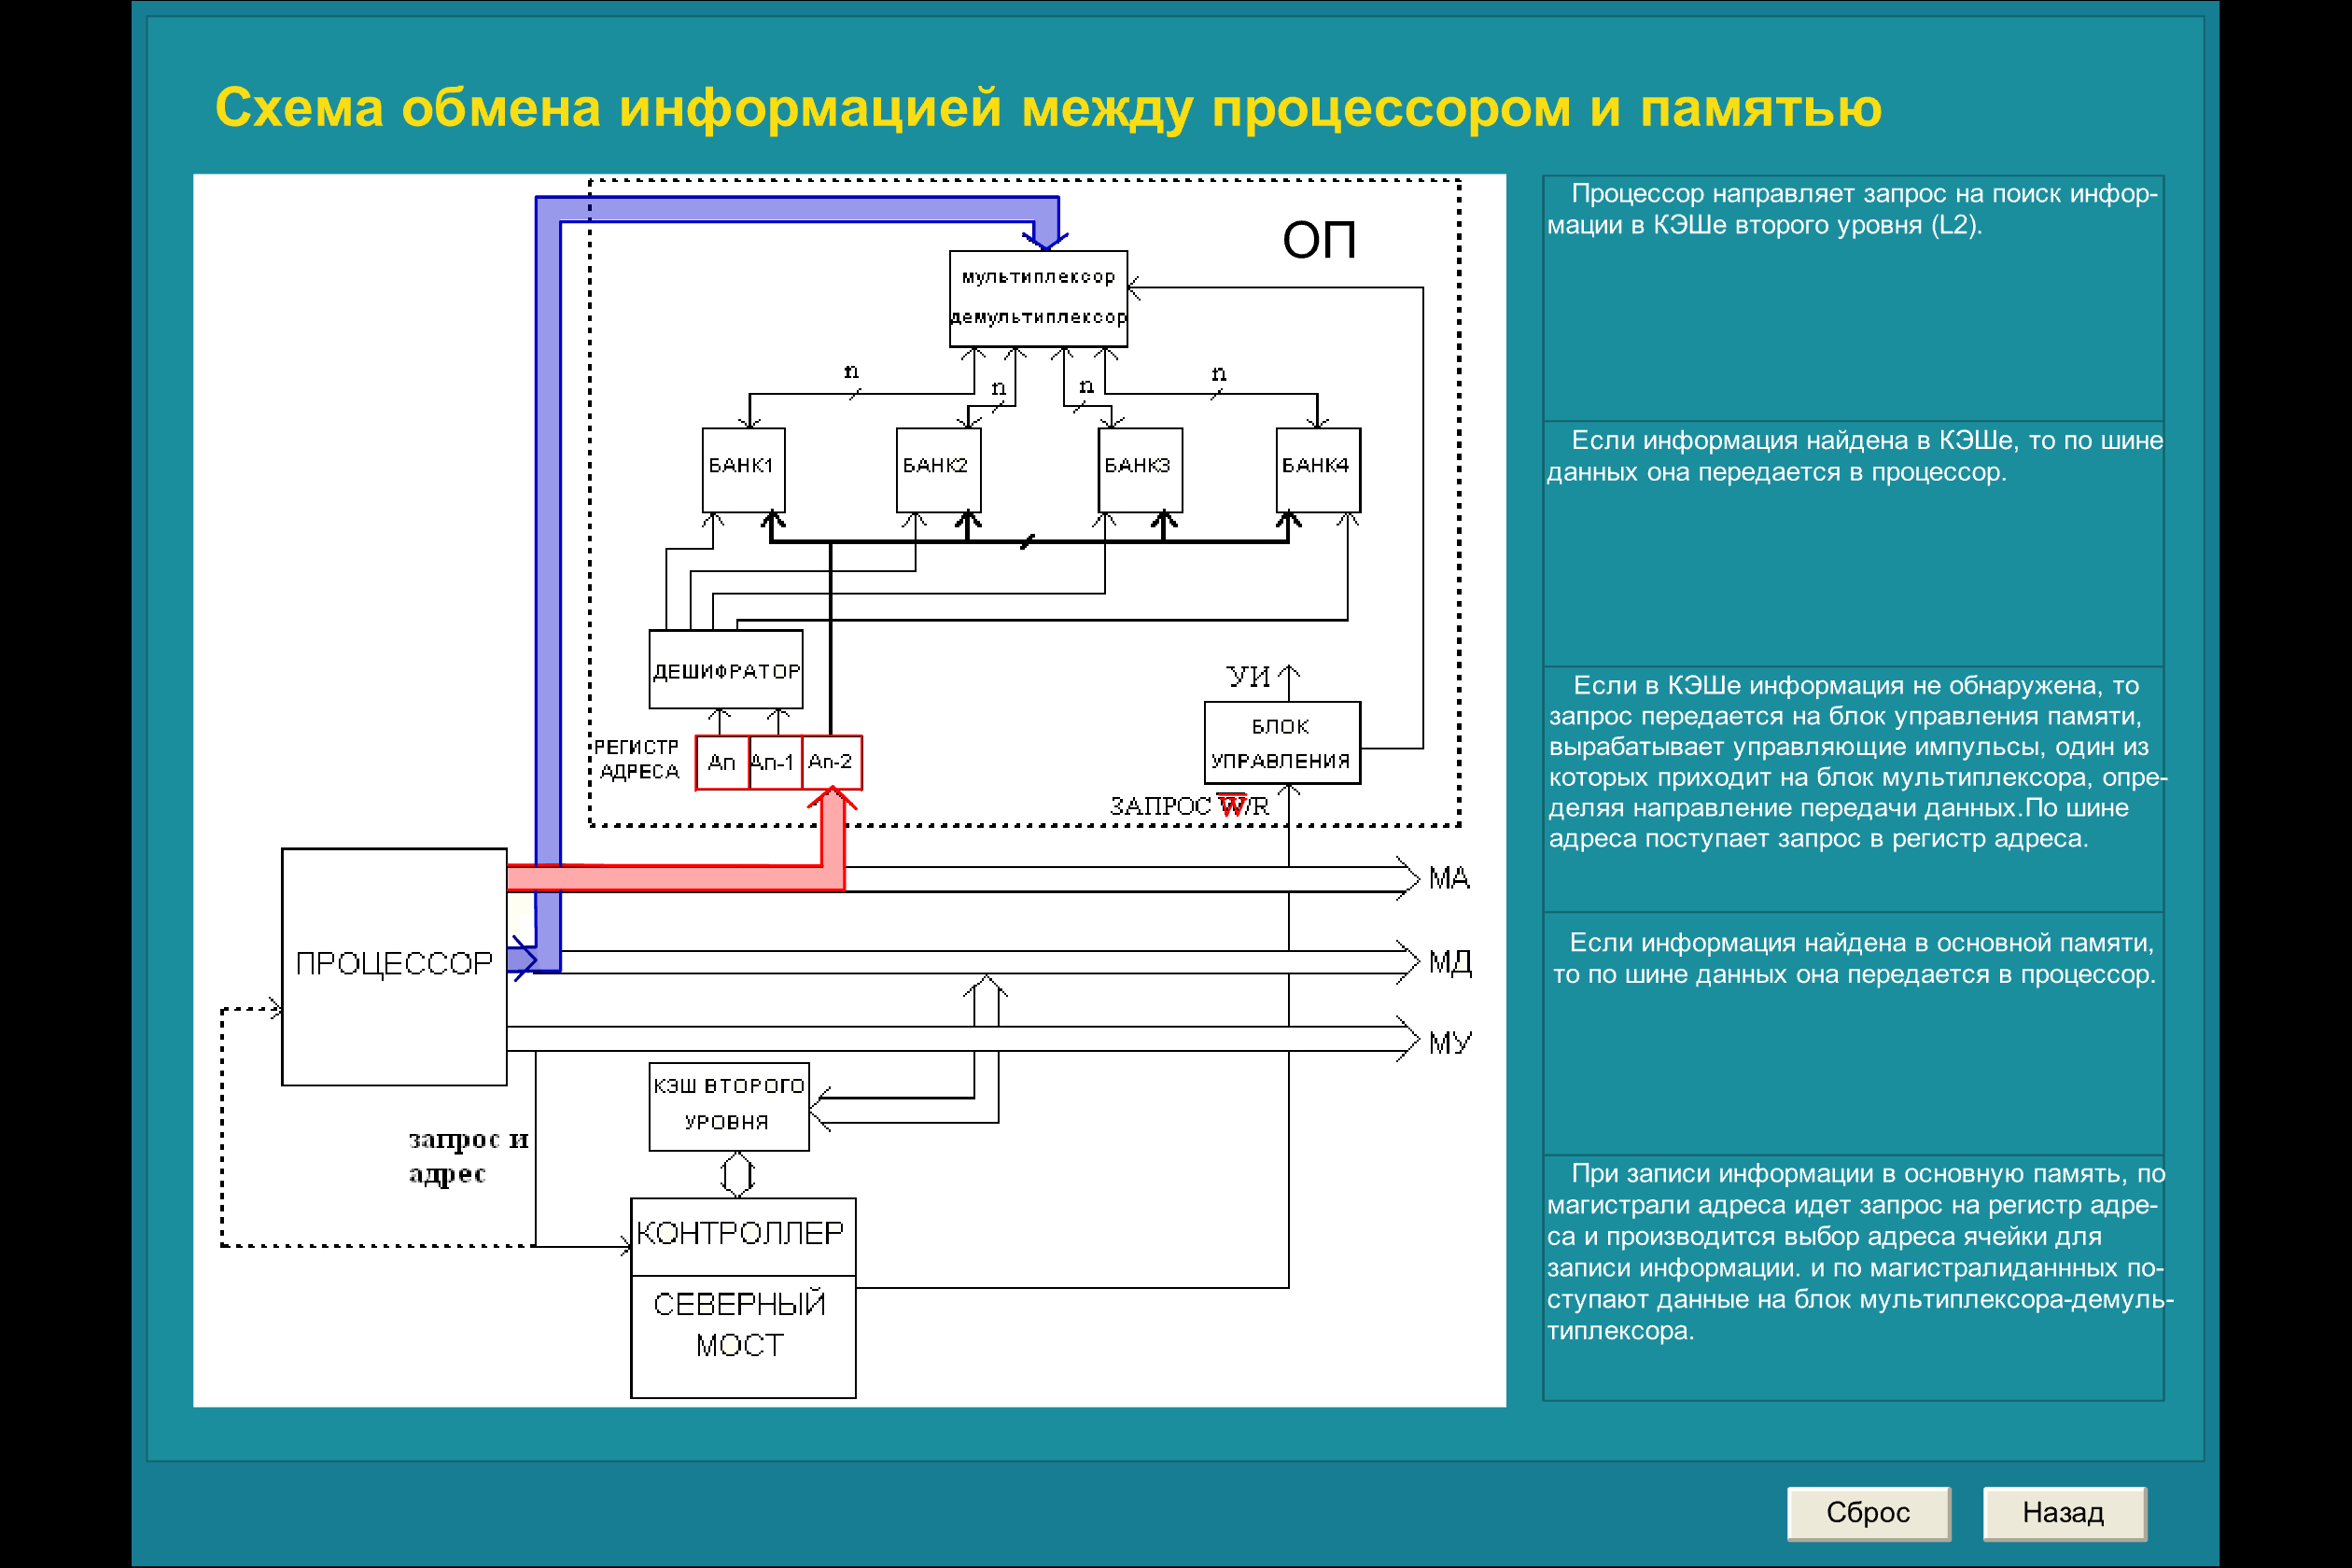 Схема обмена информацией между процессором и памятью
ОП
мультиплексор
демультиплексор
n
n
n
n
БАНК1
БАНК2
БАНК3
БАНК4
ДЕШИФРАТОР
УИ
БЛОК
УПРАВЛЕНИЯ
РЕГИСТР
АДРЕСА
An
An-1
An-2
ЗАПРОС W/R
МА
ПРОЦЕССОР
МД
МУ
КЭШ ВТОРОГО
УРОВНЯ
запрос и
адрес
КОНТРОЛЛЕР
СЕВЕРНЫЙ
МОСТ
Процессор направляет запрос на поиск инфор-
мации в КЭШе второго уровня (L2).
Если информация найдена в КЭШе, то по шине
данных она передается в процессор.
Если в КЭШе информация не обнаружена, то
запрос передается на блок управления памяти,
вырабатывает управляющие импульсы, один из
которых приходит на блок мультиплексора, опре-
деляя направление передачи данных.По шине
адреса поступает запрос в регистр адреса.
Если информация найдена в основной памяти,
то по шине данных она передается в процессор.
При записи информации в основную память, по
магистрали адреса идет запрос на регистр адре-
са и производится выбор адреса ячейки для
записи информации. и по магистралиданнных по-
ступают данные на блок мультиплексора-демуль-
типлексора.
Сброс
Назад